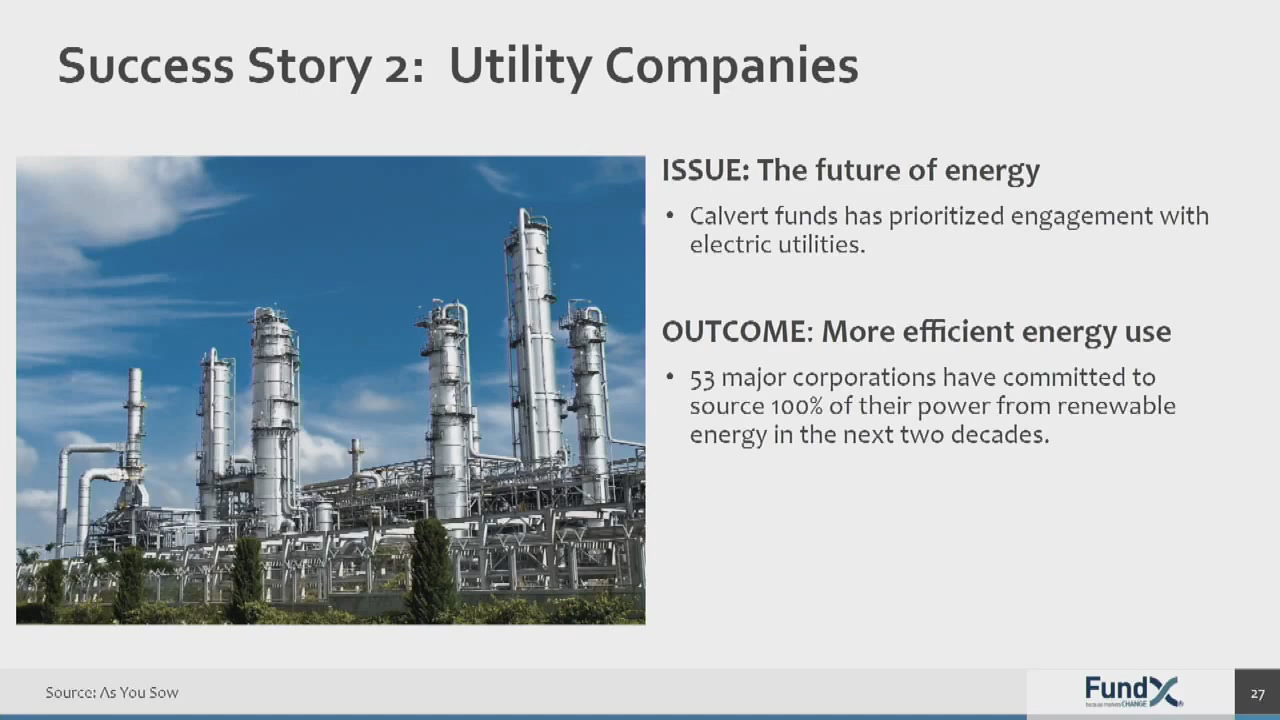 Success Story 2: Utility Companies
ISSUE: The future of energy
• Calvert funds has prioritized engagement with
electric utilities.
OUTCOME: More efficient energy use
• 53 major corporations have committed to
source 100% of their power from renewable
energy in the next two decades.
Source: As You Sow
FundX
because markets CHANGE
27